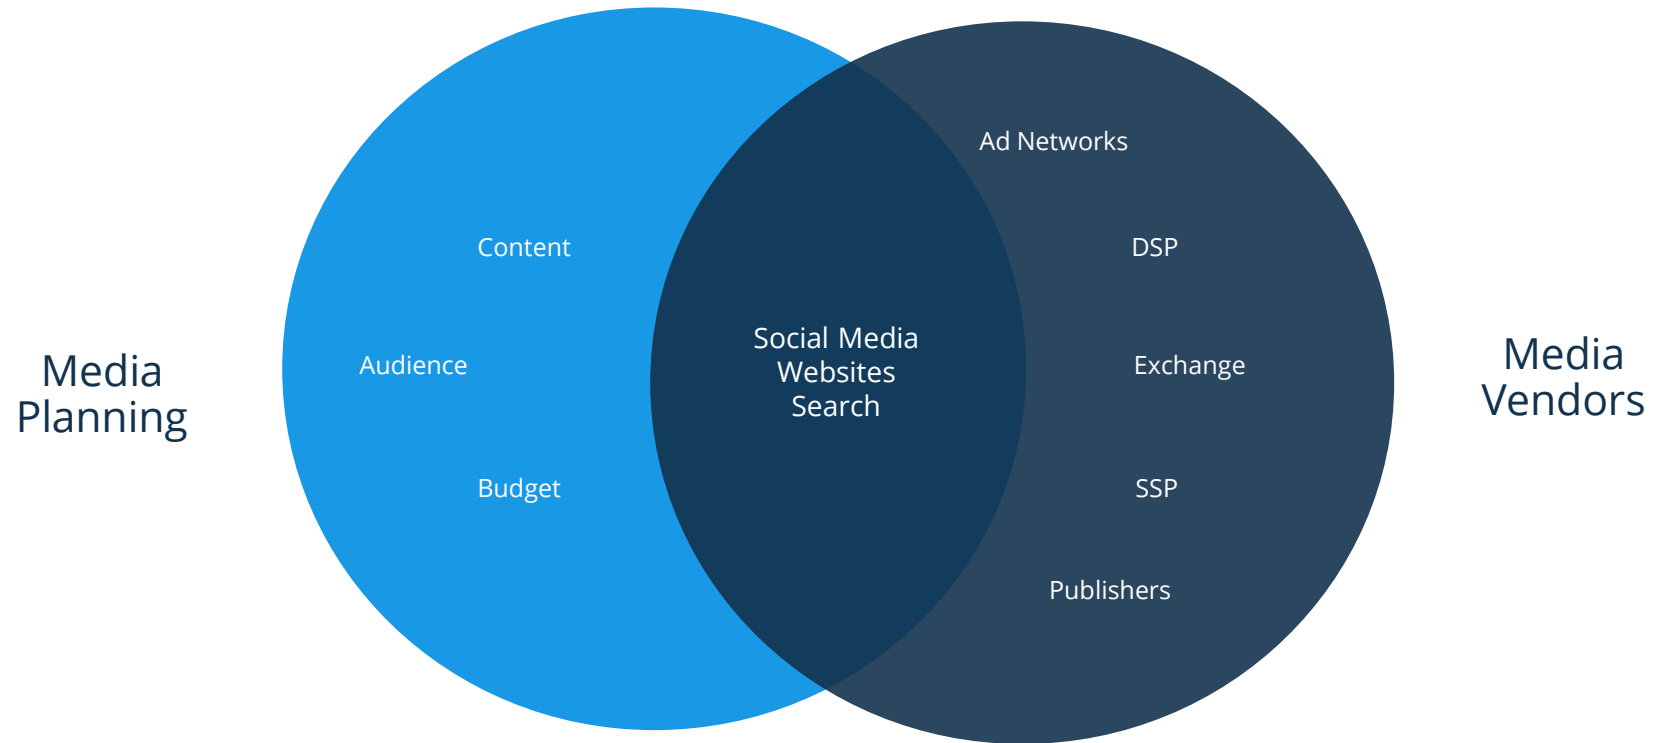 Media
Planning
Content
Audience
Budget
Social Media
Websites
Search
Ad Networks
DSP
Exchange
SSP
Publishers
Media
Vendors